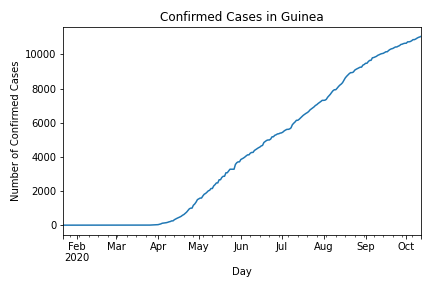 Confirmed Cases in Guinea
Number of Confirmed Cases
10000
8000
6000
4000
2000
0
Feb Mar Apr May Jun Jul Aug Sep Oct
2020
Day